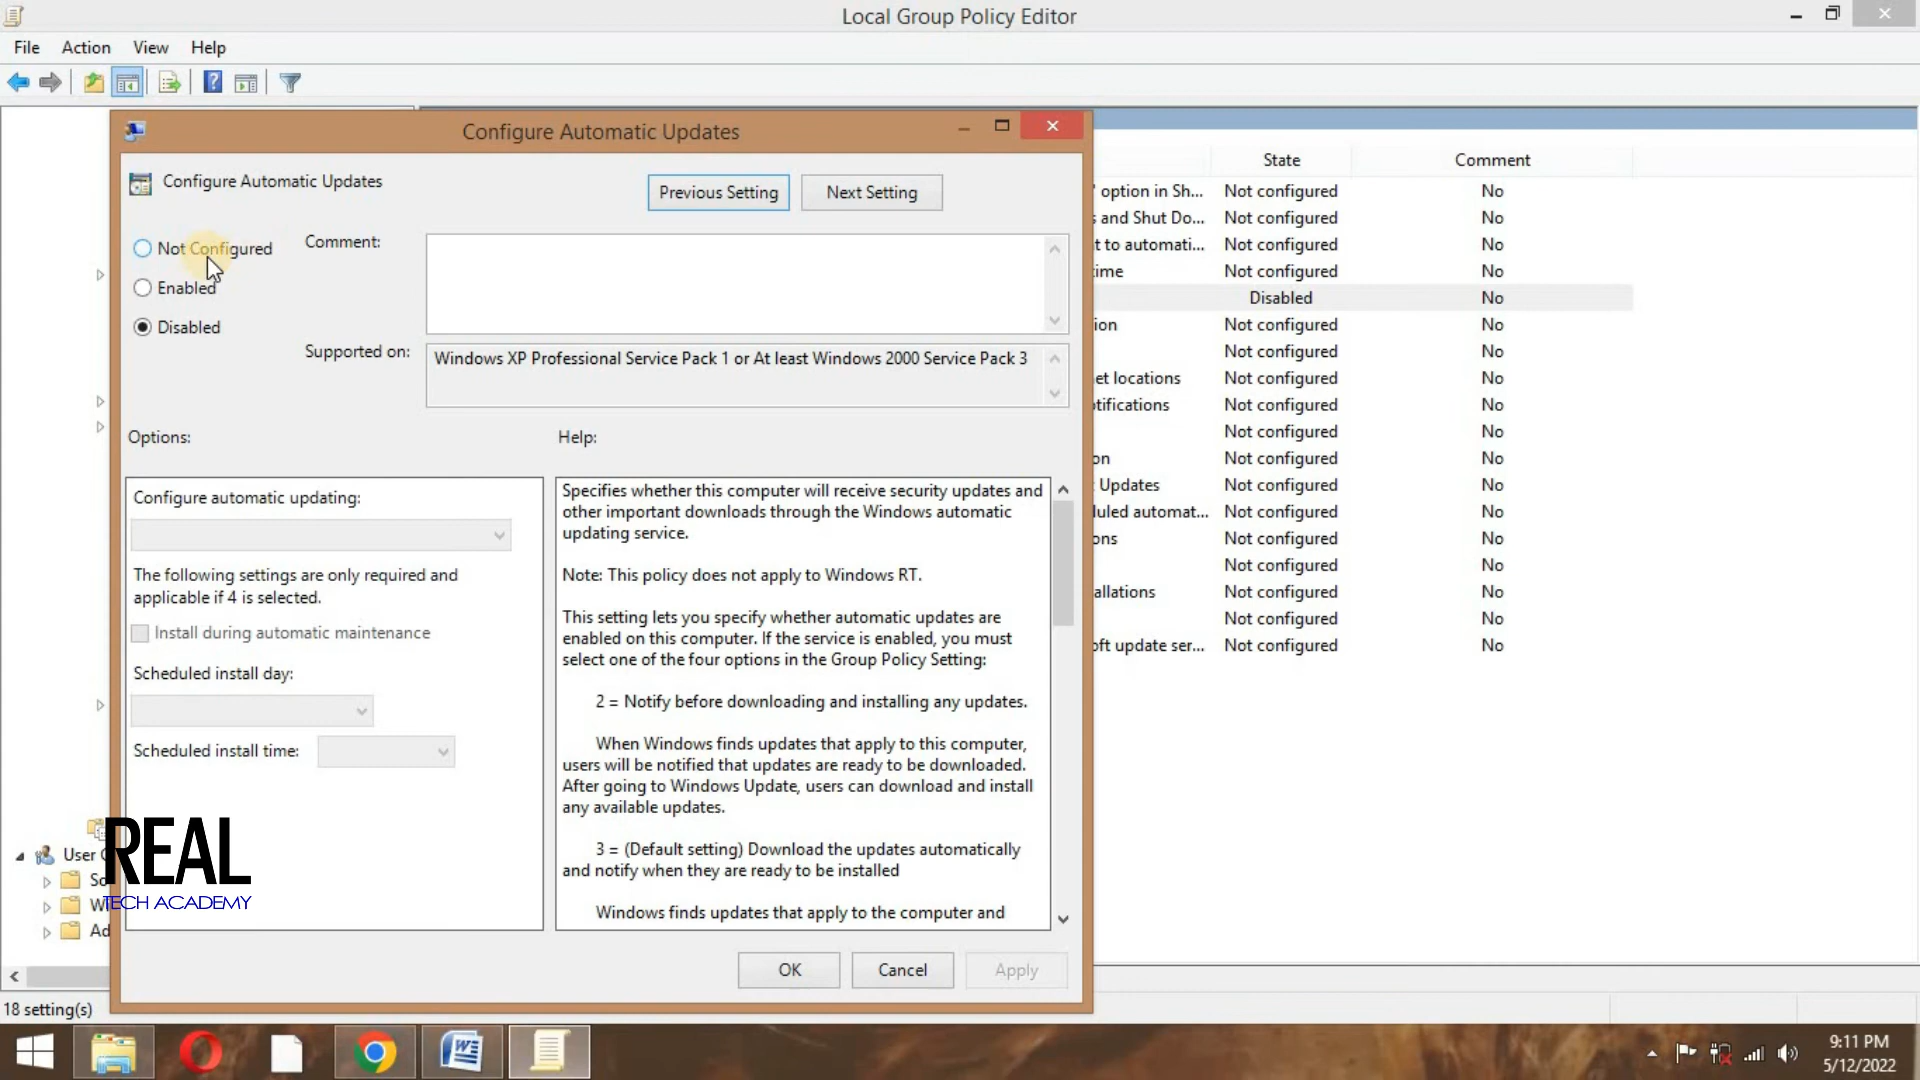 Local Group Policy Editor
File Action View Help
Configure Automatic Updates
Configure Automatic Updates
Previous Setting
Next Setting
Not Configured
Enabled
Disabled
Comment:
Supported on:
Windows XP Professional Service Pack 1 or At least Windows 2000 Service Pack 3
Options:
Help:
Configure automatic updating:
The following settings are only required and
applicable if 4 is selected.
Install during automatic maintenance
Scheduled install day:
Scheduled install time:
Specifies whether this computer will receive security updates and
other important downloads through the Windows automatic
updating service.
Note: This policy does not apply to Windows RT.
This setting lets you specify whether automatic updates are
enabled on this computer. If the service is enabled, you must
select one of the four options in the Group Policy Setting:
2 = Notify before downloading and installing any updates.
When Windows finds updates that apply to this computer,
users will be notified that updates are ready to be downloaded.
After going to Windows Update, users can download and install
any available updates.
3 = (Default setting) Download the updates automatically
and notify when they are ready to be installed
Windows finds updates that apply to the computer and
OK
Cancel
Apply
State Comment
' option in Sh... Not configured No
s and Shut Do... Not configured No
t to automati... Not configured No
time Not configured No
Disabled No
ion Not configured No
Not configured No
et locations Not configured No
otifications Not configured No
Not configured No
on Not configured No
t Updates Not configured No
luled automat... Not configured No
ons Not configured No
Not configured No
allations Not configured No
Not configured No
oft update ser... Not configured No
User C
So
W
Ad
REAL
TECH ACADEMY
18 setting(s)
9:11 PM
5/12/2022